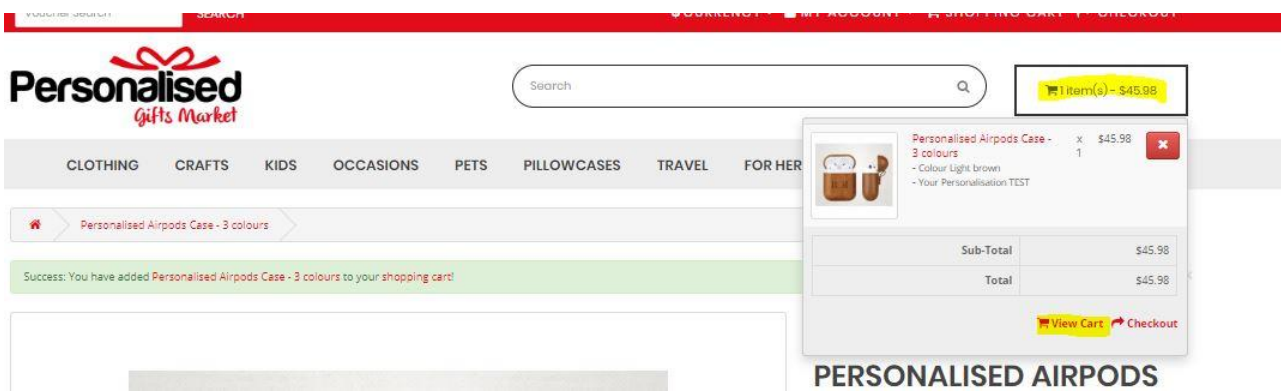 Voucher Search SEARCH $ CURRENCY MY ACCOUNT SHOPPING CART CHECKOUT
Personalised
Gifts Market
Search
1 item(s) - $45.98
CLOTHING CRAFTS KIDS OCCASIONS PETS PILLOWCASES TRAVEL FOR HER
Personalised Airpods Case -
3 colours
- Colour Light brown
- Your Personalisation TEST
x
1
$45.98
Personalised Airpods Case - 3 colours
Sub-Total $45.98
Total $45.98
Success: You have added Personalised Airpods Case - 3 colours to your shopping cart!
View Cart Checkout
PERSONALISED AIRPODS